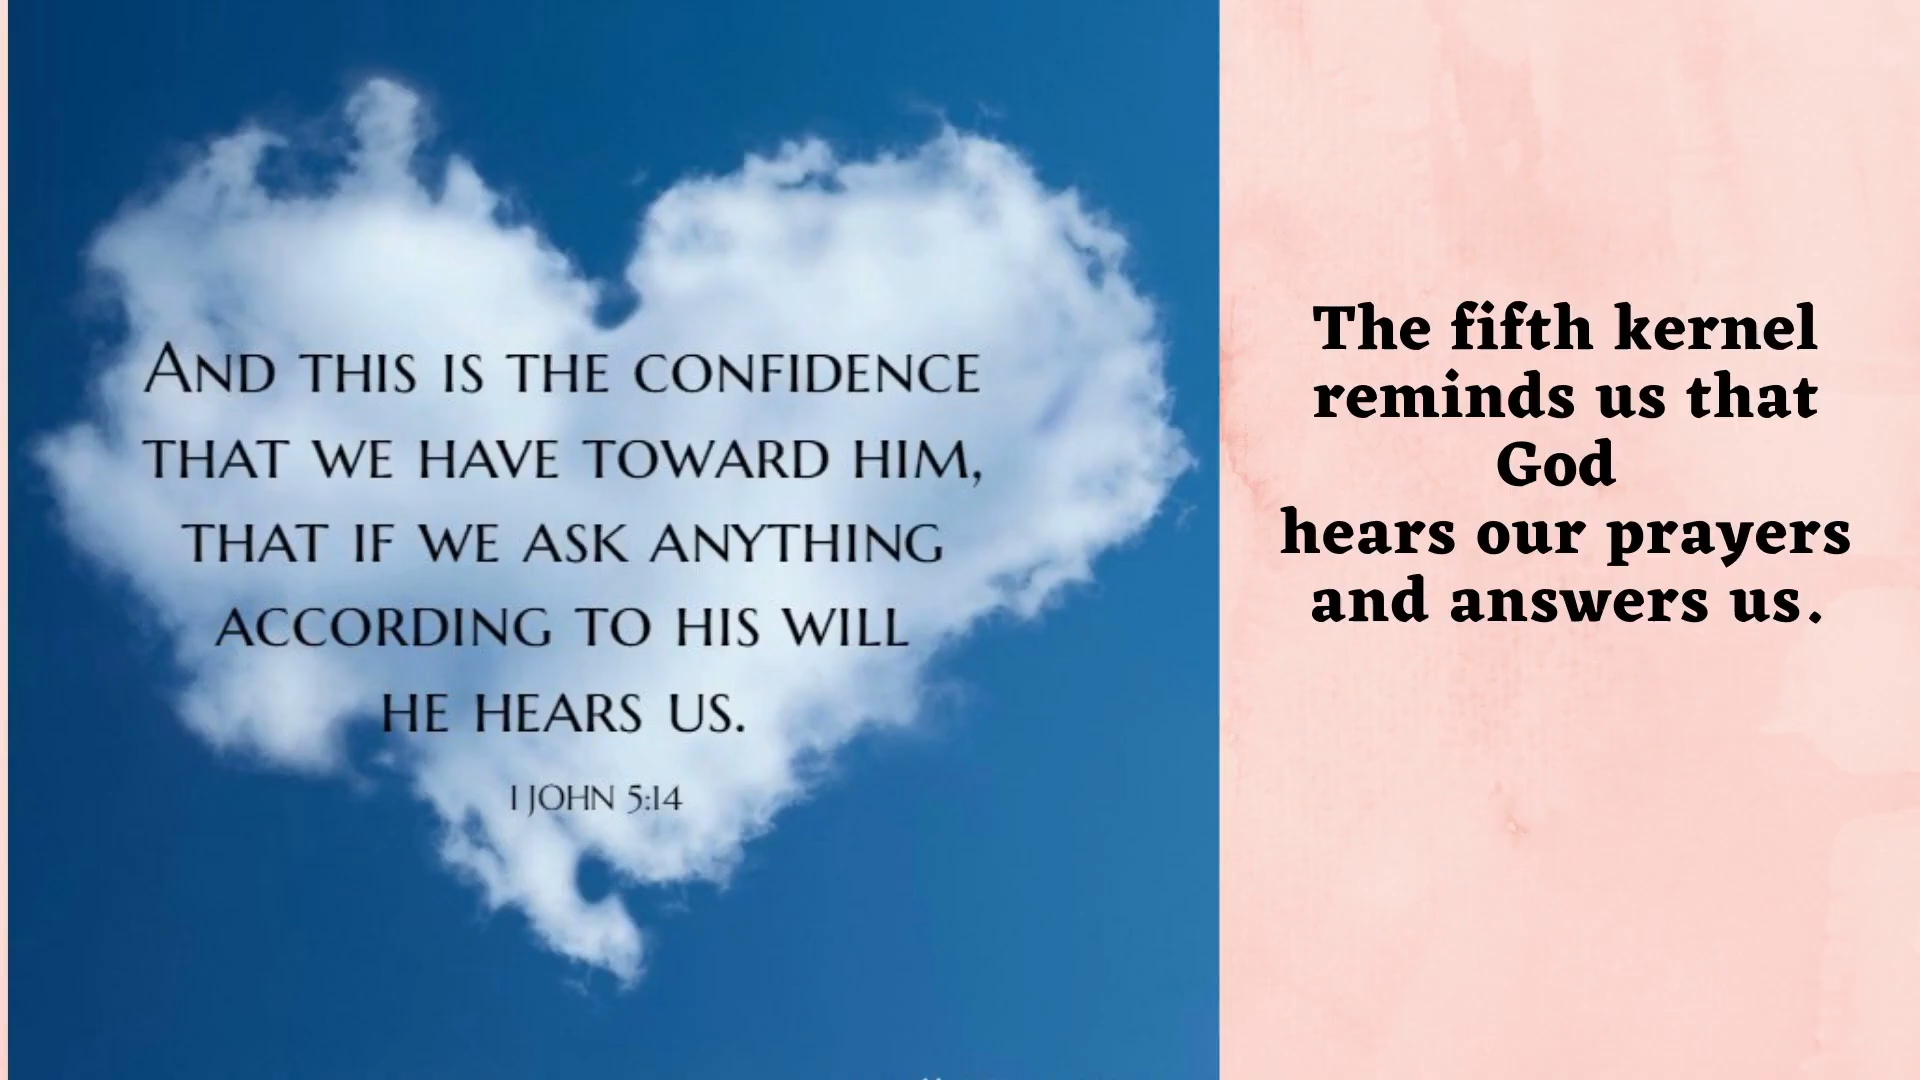 And this is the confidence
that we have toward Him,
that if we ask anything
according to His will
He hears us.
1 John 5:14
The fifth kernel
reminds us that
God
hears our prayers
and answers us.